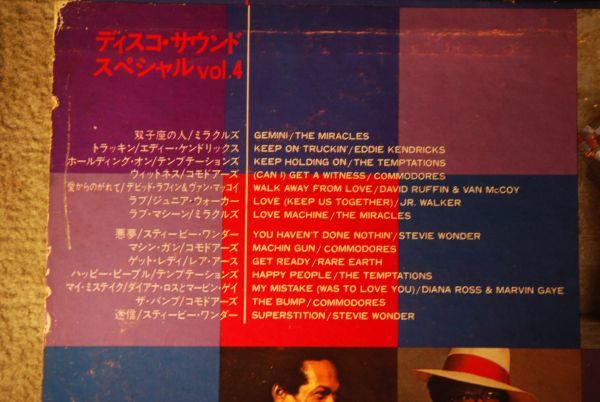 ディスコ・サウンド
スペシャル vol.4
双子座の人/ミラクルズ GEMINI/THE MIRACLES
トラッキン/エディー・ケンドリックス KEEP ON TRUCKIN'/EDDIE KENDRICKS
ホールディング・オン/テンプテーションズ KEEP HOLDING ON/THE TEMPTATIONS
ウィットネス/コモドアーズ (CAN I) GET A WITNESS/COMMODORES
愛からのがれて/デビッド・ラフィン&ヴァン・マッコイ WALK AWAY FROM LOVE/DAVID RUFFIN & VAN McCOY
ラブ/ジュニア・ウォーカー LOVE (KEEP US TOGETHER)/JR. WALKER
ラブ・マシーン/ミラクルズ LOVE MACHINE/THE MIRACLES
悪夢/スティービー・ワンダー YOU HAVEN'T DONE NOTHIN'/STEVIE WONDER
マシン・ガン/コモドアーズ MACHIN GUN/COMMODORES
ゲット・レディ/レア・アース GET READY/RARE EARTH
ハッピー・ピープル/テンプテーションズ HAPPY PEOPLE/THE TEMPTATIONS
マイ・ミステイク/ダイアナ・ロスとマービン・ゲイ MY MISTAKE (WAS TO LOVE YOU)/DIANA ROSS & MARVIN GAYE
ザ・バンプ/コモドアーズ THE BUMP/COMMODORES
迷信/スティービー・ワンダー SUPERSTITION/STEVIE WONDER